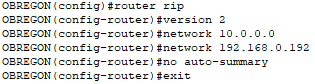 OBREGON(config)#router rip
OBREGON(config-router)#version 2
OBREGON(config-router)#network 10.0.0.0
OBREGON(config-router)#network 192.168.0.192
OBREGON(config-router)#no auto-summary
OBREGON(config-router)#exit